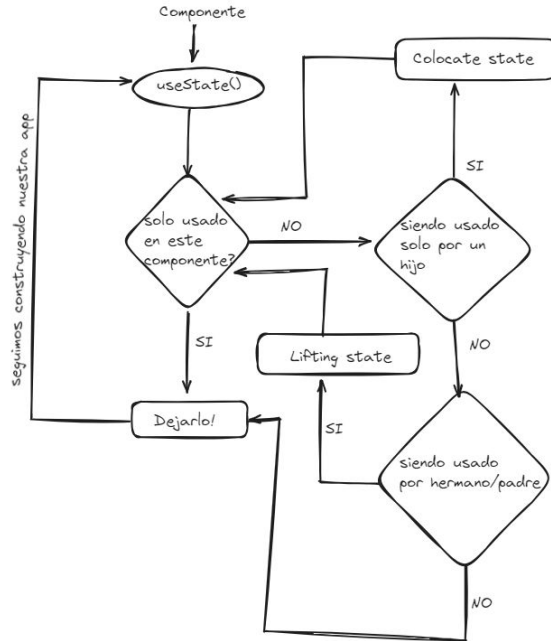 Componente
useState()
Colocate state
seguimos construyendo nuestra app
SI
solo usado
en este
componente?
NO
siendo usado
solo por un
hijo
SI
NO
Lifting state
Dejarlo!
SI
siendo usado
por hermano/padre
NO